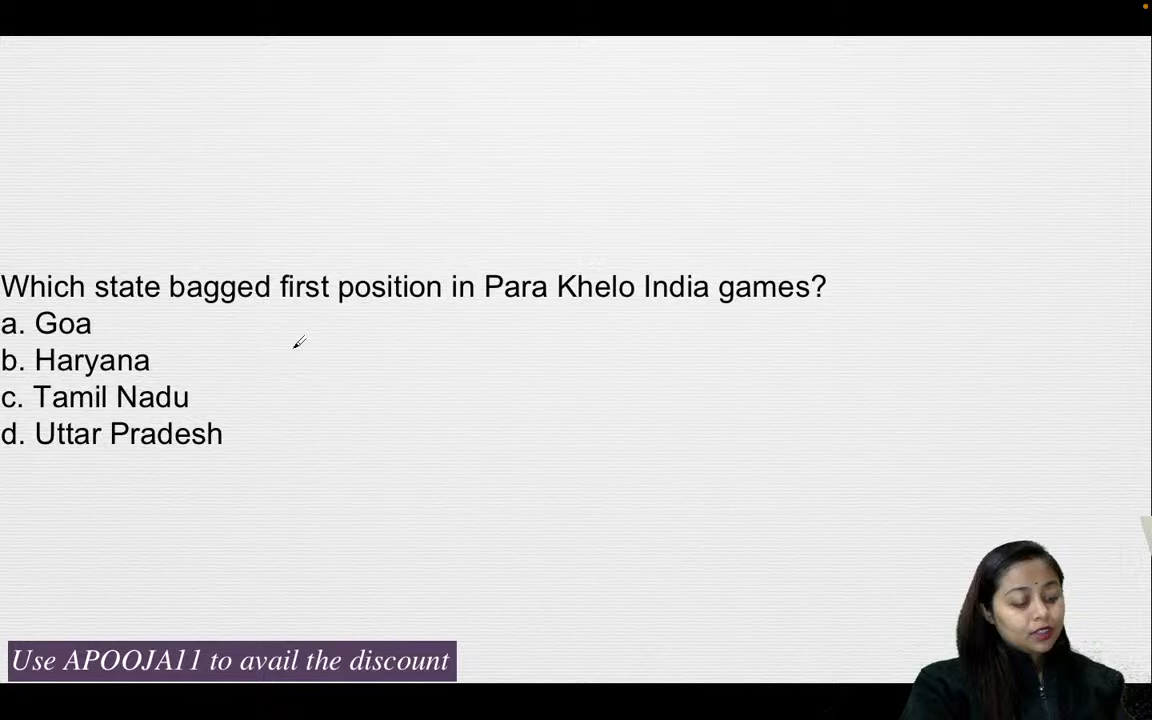 Which state bagged first position in Para Khelo India games?
a. Goa
b. Haryana
c. Tamil Nadu
d. Uttar Pradesh
Use APOOJA11 to avail the discount